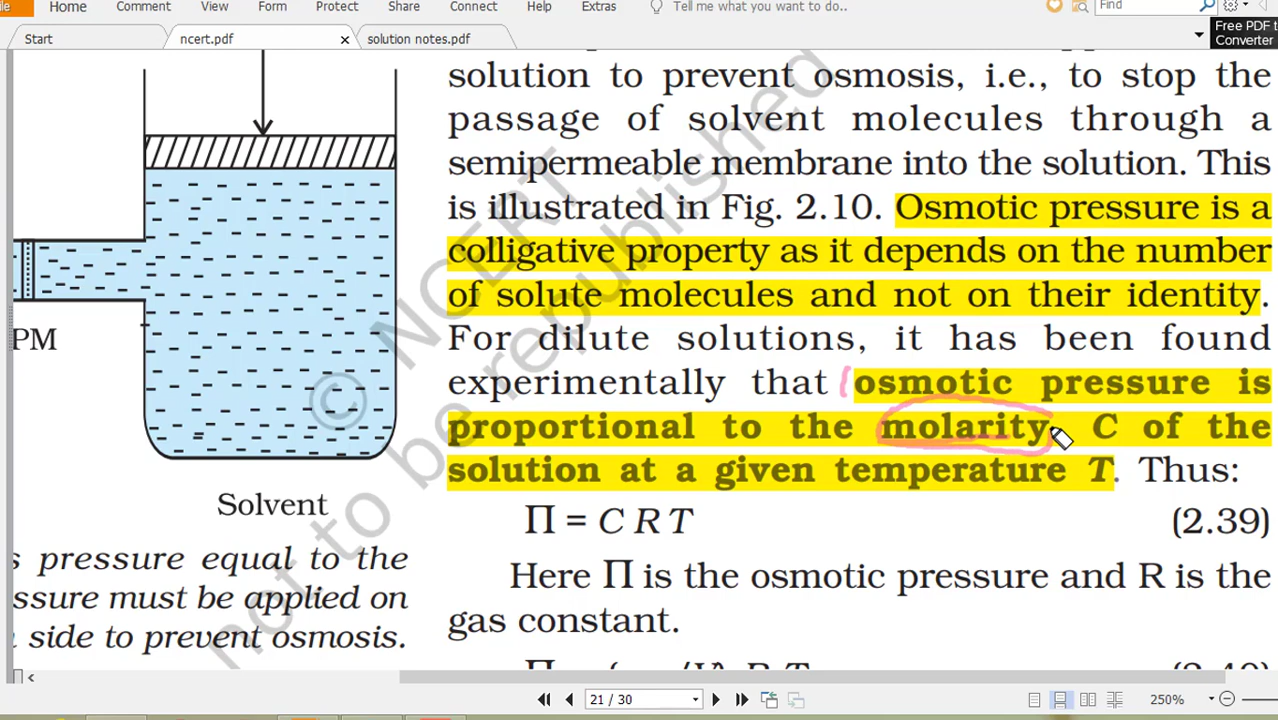 Home Comment View Form Protect Share Connect Help Extras Tell me what you want to do.. Find
Start ncert.pdf solution notes.pdf
Free PDF t
Converter
solution to prevent osmosis, i.e., to stop the
passage of solvent molecules through a
semipermeable membrane into the solution. This
is illustrated in Fig. 2.10. Osmotic pressure is a
colligative property as it depends on the number
of solute molecules and not on their identity.
For dilute solutions, it has been found
experimentally that osmotic pressure is
proportional to the molarity, C of the
solution at a given temperature T. Thus:
Π = C R T (2.39)
Here Π is the osmotic pressure and R is the
gas constant.
PM
Solvent
s pressure equal to the
ssure must be applied on
side to prevent osmosis.
© NCERT
not to be republished
21 / 30
250%